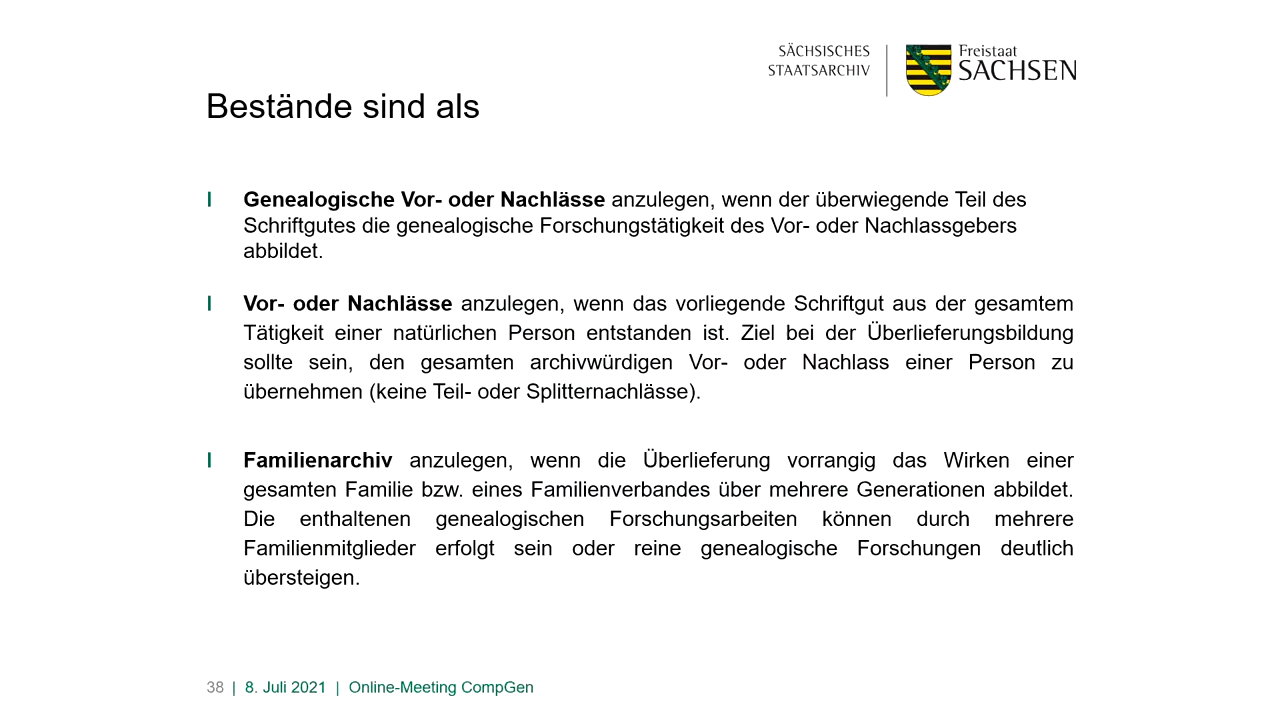 SÄCHSISCHES
STAATSARCHIV
Freistaat
SACHSEN
Bestände sind als
Genealogische Vor- oder Nachlässe anzulegen, wenn der überwiegende Teil des
Schriftgutes die genealogische Forschungstätigkeit des Vor- oder Nachlassgebers
abbildet.
Vor- oder Nachlässe anzulegen, wenn das vorliegende Schriftgut aus der gesamtem
Tätigkeit einer natürlichen Person entstanden ist. Ziel bei der Überlieferungsbildung
sollte sein, den gesamten archivwürdigen Vor- oder Nachlass einer Person zu
übernehmen (keine Teil- oder Splitternachlässe).
Familienarchiv anzulegen, wenn die Überlieferung vorrangig das Wirken einer
gesamten Familie bzw. eines Familienverbandes über mehrere Generationen abbildet.
Die enthaltenen genealogischen Forschungsarbeiten können durch mehrere
Familienmitglieder erfolgt sein oder reine genealogische Forschungen deutlich
übersteigen.
38 | 8. Juli 2021 | Online-Meeting CompGen